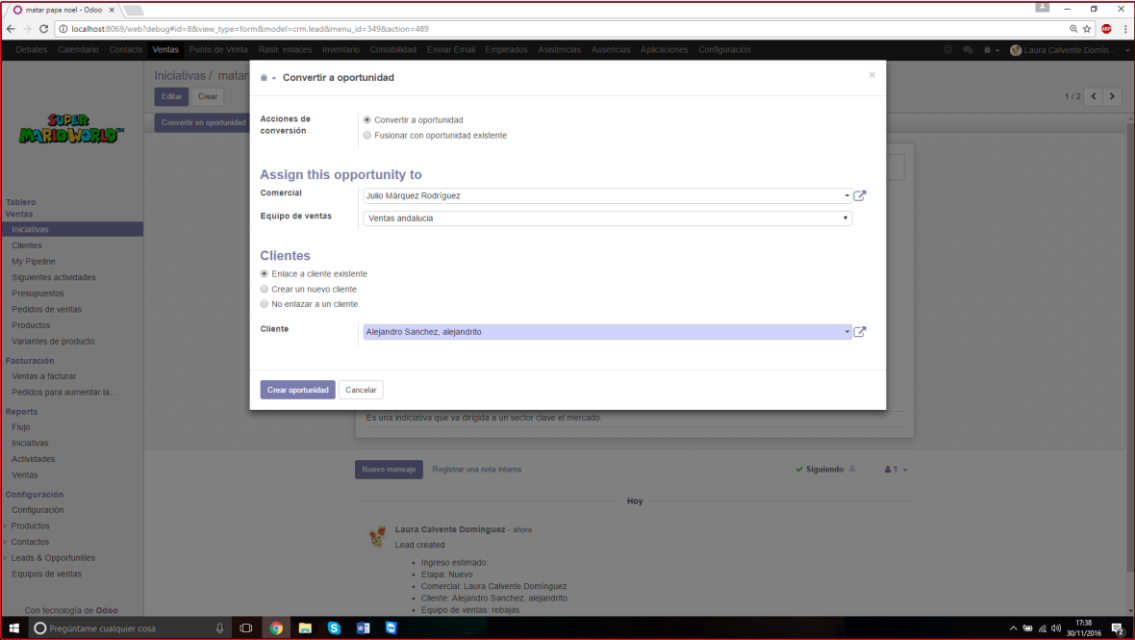 matar papa noel - Odoo
localhost:8069/web?debug#id=8&view_type=form&model=crm.lead&menu_id=349&action=489
Debates Calendario Contacts Ventas Punto de Venta Rastr. enlaces Inventario Contabilidad Enviar Email Empleados Asistencias Ausencias Aplicaciones Configuración Laura Calvente Domín...
Iniciativas / matar
Editar Crear
1 / 2
Convertir en oportunidad
SUPER
MARIO WORLD
Tablero
Ventas
Iniciativas
Clientes
My Pipeline
Siguientes actividades
Presupuestos
Pedidos de ventas
Productos
Variantes de producto
Facturación
Ventas a facturar
Pedidos para aumentar la...
Reports
Flujo
Iniciativas
Actividades
Ventas
Configuración
Configuración
Productos
Contactos
Leads & Opportunities
Equipos de ventas
Con tecnología de Odoo
Convertir a oportunidad
Acciones de
conversión
Convertir a oportunidad
Fusionar con oportunidad existente
Assign this opportunity to
Comercial Julio Márquez Rodríguez
Equipo de ventas Ventas andalucia
Clientes
Enlace a cliente existente
Crear un nuevo cliente
No enlazar a un cliente
Cliente Alejandro Sanchez, alejandrito
Crear oportunidad Cancelar
Es una indiciativa que va dirigida a un sector clave el mercado.
Nuevo mensaje Registrar una nota interna Siguiendo 1
Hoy
Laura Calvente Domínguez - ahora
Lead created
Ingreso estimado:
Etapa: Nuevo
Comercial: Laura Calvente Domínguez
Cliente: Alejandro Sanchez, alejandrito
Equipo de ventas: rebajas
Pregúntame cualquier cosa
17:38
30/11/2016